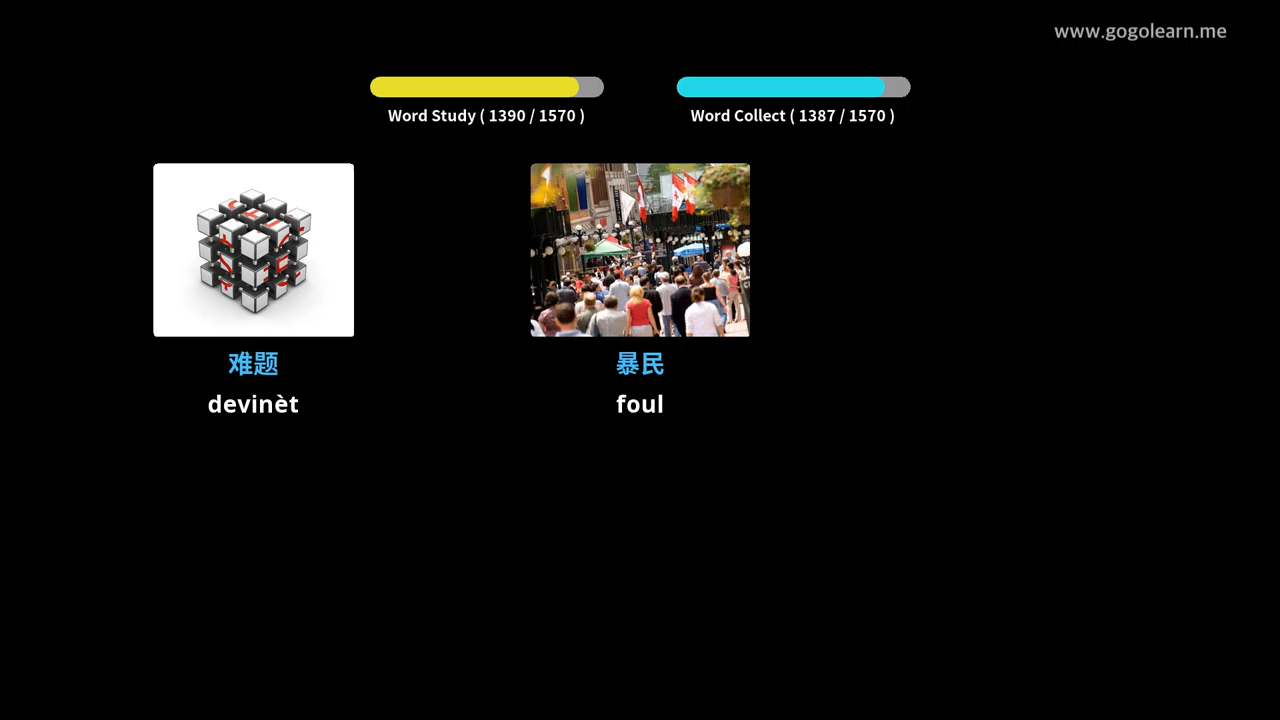 www.gogolearn.me
Word Study ( 1390 / 1570 )
Word Collect ( 1387 / 1570 )
难题
devinèt
暴民
foul